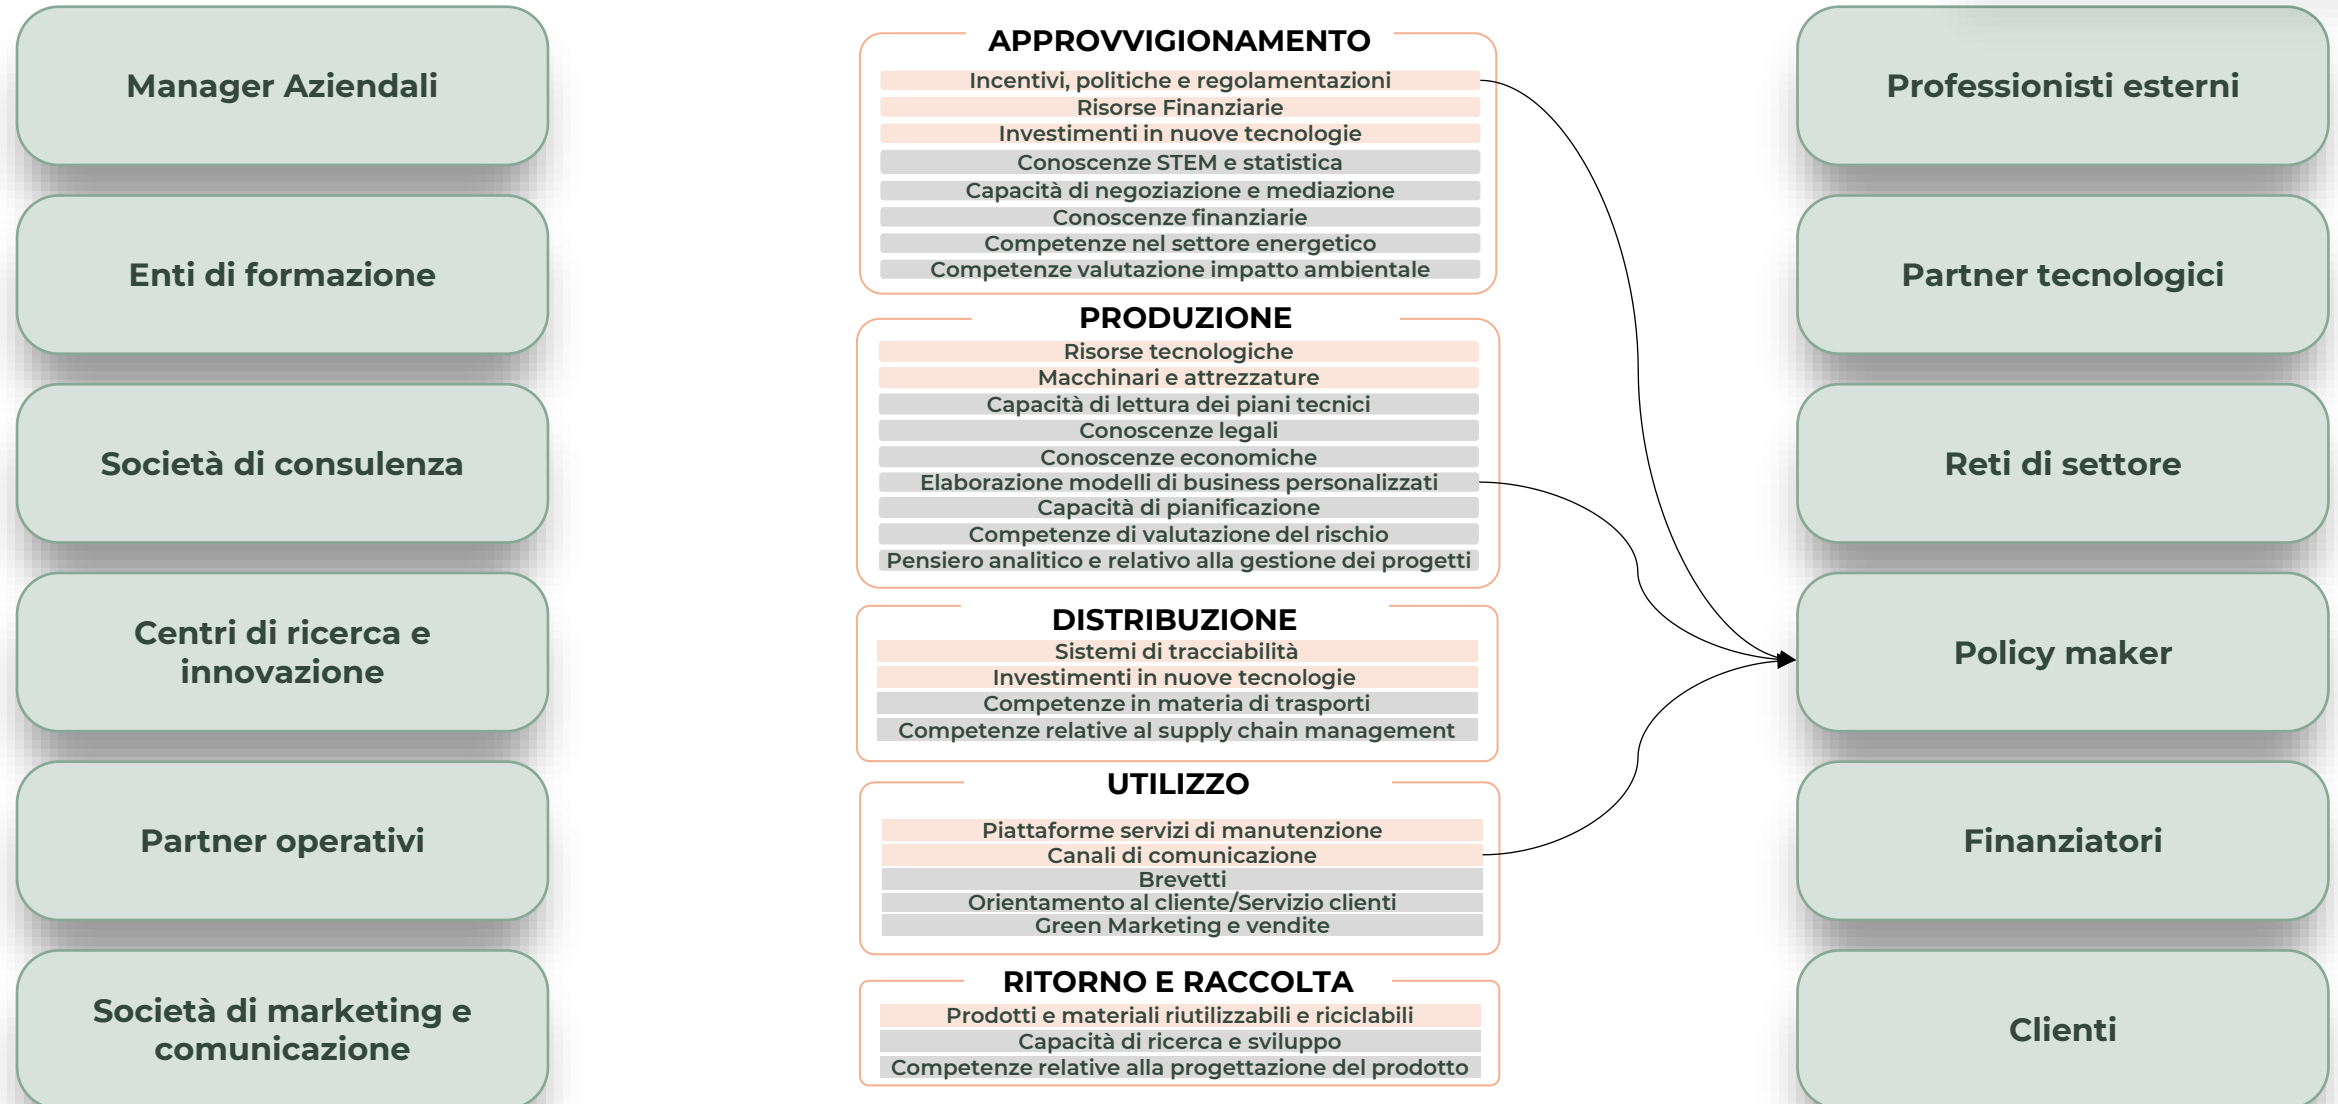 Manager Aziendali
Enti di formazione
Società di consulenza
Centri di ricerca e
innovazione
Partner operativi
Società di marketing e
comunicazione
APPROVVIGIONAMENTO
Incentivi, politiche e regolamentazioni
Risorse Finanziarie
Investimenti in nuove tecnologie
Conoscenze STEM e statistica
Capacità di negoziazione e mediazione
Conoscenze finanziarie
Competenze nel settore energetico
Competenze valutazione impatto ambientale
PRODUZIONE
Risorse tecnologiche
Macchinari e attrezzature
Capacità di lettura dei piani tecnici
Conoscenze legali
Conoscenze economiche
Elaborazione modelli di business personalizzati
Capacità di pianificazione
Competenze di valutazione del rischio
Pensiero analitico e relativo alla gestione dei progetti
DISTRIBUZIONE
Sistemi di tracciabilità
Investimenti in nuove tecnologie
Competenze in materia di trasporti
Competenze relative al supply chain management
UTILIZZO
Piattaforme servizi di manutenzione
Canali di comunicazione
Brevetti
Orientamento al cliente/Servizio clienti
Green Marketing e vendite
RITORNO E RACCOLTA
Prodotti e materiali riutilizzabili e riciclabili
Capacità di ricerca e sviluppo
Competenze relative alla progettazione del prodotto
Professionisti esterni
Partner tecnologici
Reti di settore
Policy maker
Finanziatori
Clienti